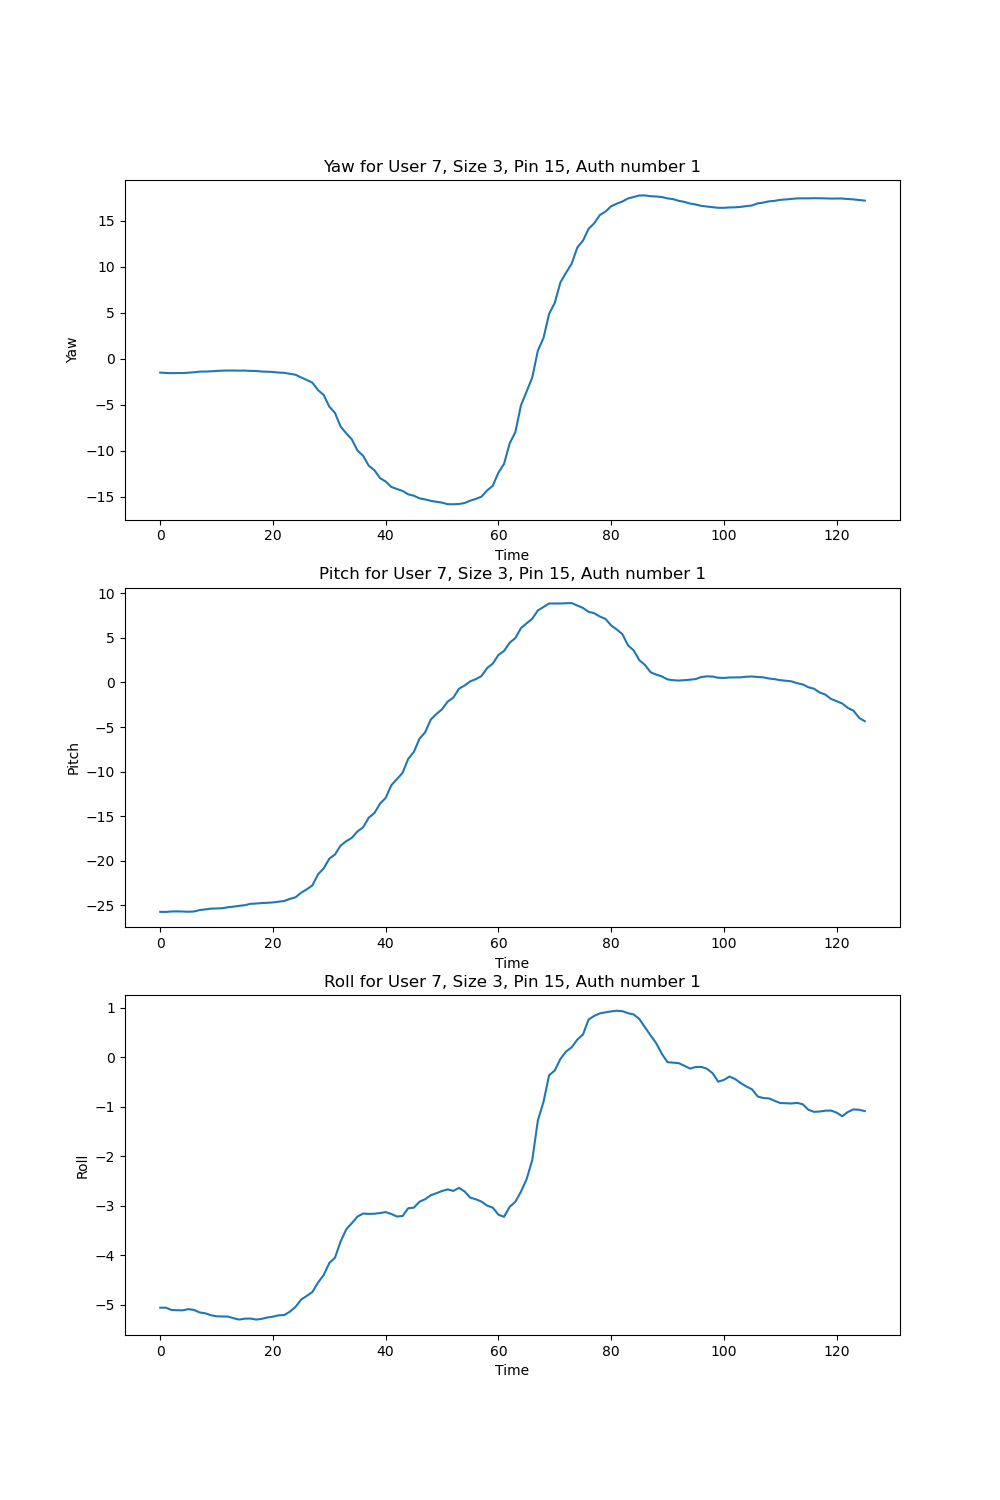 Yaw for User 7, Size 3, Pin 15, Auth number 1
15
10
5
0
−5
−10
−15
Yaw
0 20 40 60 80 100 120
Time
Pitch for User 7, Size 3, Pin 15, Auth number 1
10
5
0
−5
−10
−15
−20
−25
Pitch
0 20 40 60 80 100 120
Time
Roll for User 7, Size 3, Pin 15, Auth number 1
1
0
−1
−2
−3
−4
−5
Roll
0 20 40 60 80 100 120
Time